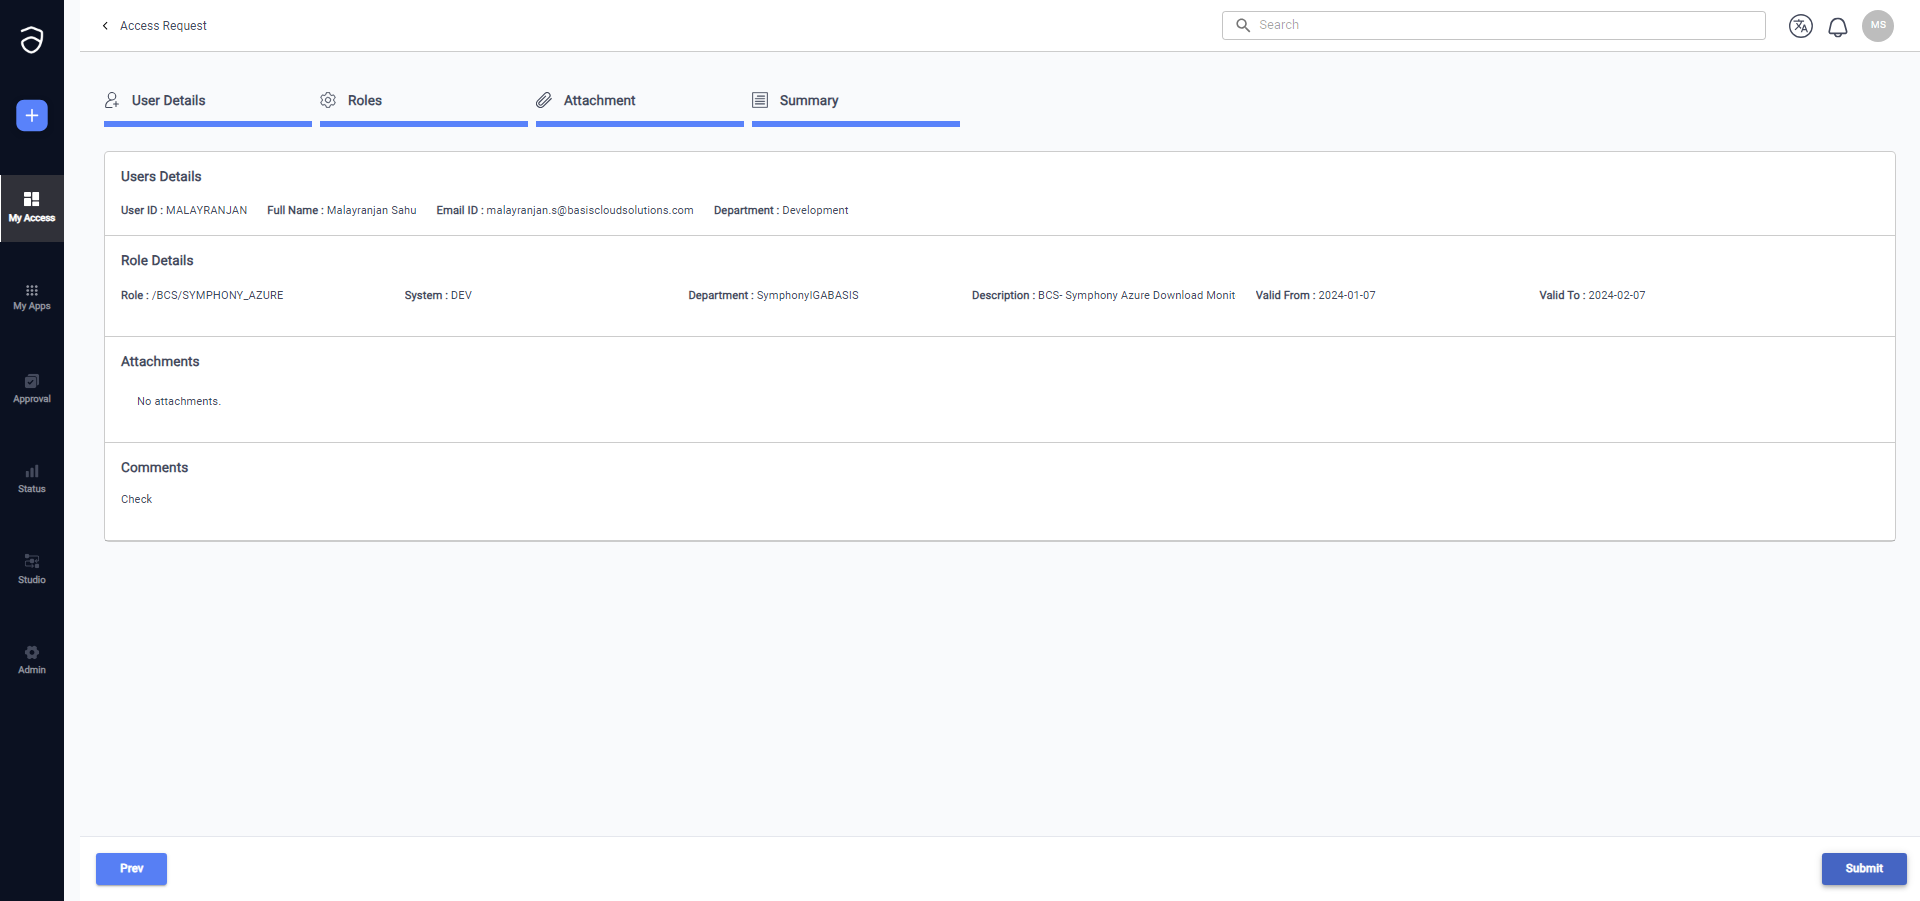 Access Request
Search
MS
User Details
Roles
Attachment
Summary
My Access
My Apps
Approval
Status
Studio
Admin
Users Details
User ID : MALAYRANJAN Full Name : Malayranjan Sahu Email ID : malayranjan.s@basiscloudsolutions.com Department : Development
Role Details
Role : /BCS/SYMPHONY_AZURE System : DEV Department : SymphonyIGABASIS Description : BCS- Symphony Azure Download Monit Valid From : 2024-01-07 Valid To : 2024-02-07
Attachments
No attachments.
Comments
Check
Prev
Submit